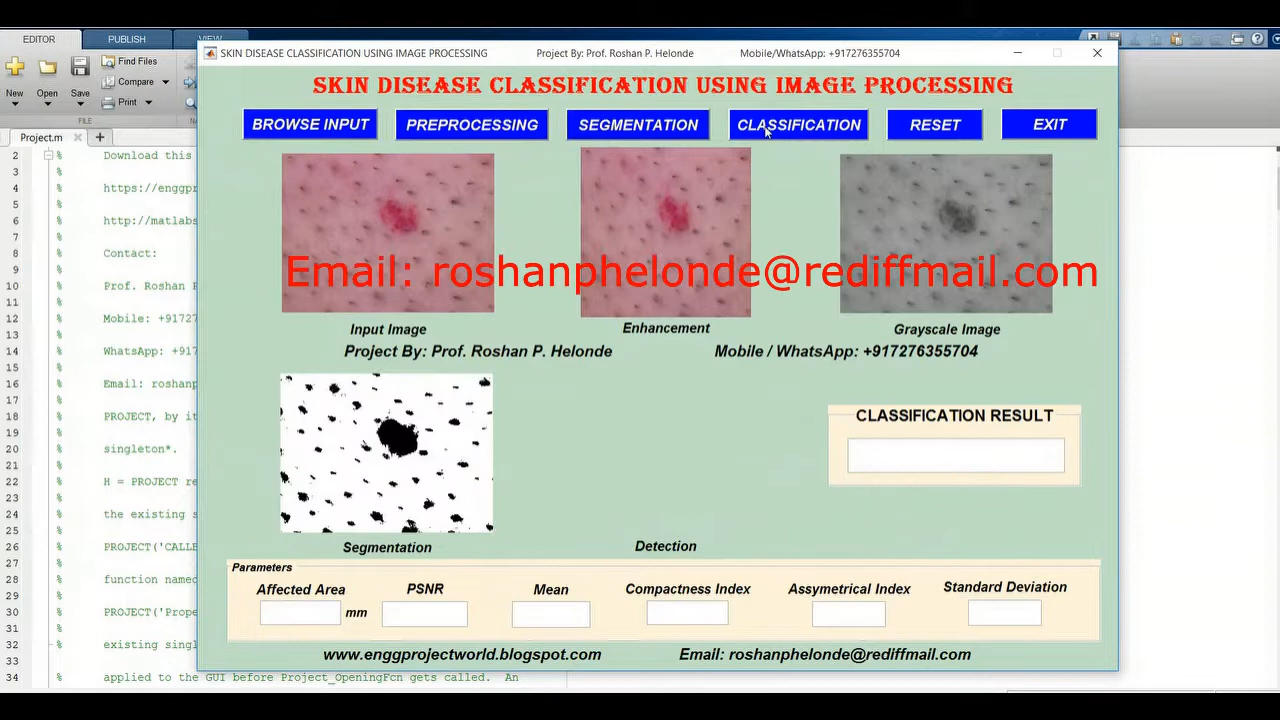 EDITOR
PUBLISH
VIEW
SKIN DISEASE CLASSIFICATION USING IMAGE PROCESSING Project By: Prof. Roshan P. Helonde Mobile/WhatsApp: +917276355704
SKIN DISEASE CLASSIFICATION USING IMAGE PROCESSING
New
Open
Save
Find Files
Compare
Print
BROWSE INPUT
PREPROCESSING
SEGMENTATION
CLASSIFICATION
RESET
EXIT
Project.m
2 % Download this
3 %
4 % https://enggpr
5 %
6 % http://matlabs
7 %
8 % Contact:
9 %
10 % Prof. Roshan P
11 %
12 % Mobile: +91727
13 %
14 % WhatsApp: +917
15 %
16 % Email: roshanp
17 %
18 % PROJECT, by it
19 %
20 % singleton*.
21 %
22 % H = PROJECT re
23 %
24 % the existing s
25 %
26 % PROJECT('CALLE
27 %
28 % function named
29 %
30 % PROJECT('Prope
31 %
32 % existing singl
33 %
34 % applied to the GUI before Project_OpeningFcn gets called. An
Email: roshanphelonde@rediffmail.com
Input Image
Enhancement
Grayscale Image
Project By: Prof. Roshan P. Helonde
Mobile / WhatsApp: +917276355704
CLASSIFICATION RESULT
Segmentation
Detection
Parameters
Affected Area
PSNR
Mean
Compactness Index
Assymetrical Index
Standard Deviation
mm
www.enggprojectworld.blogspot.com
Email: roshanphelonde@rediffmail.com